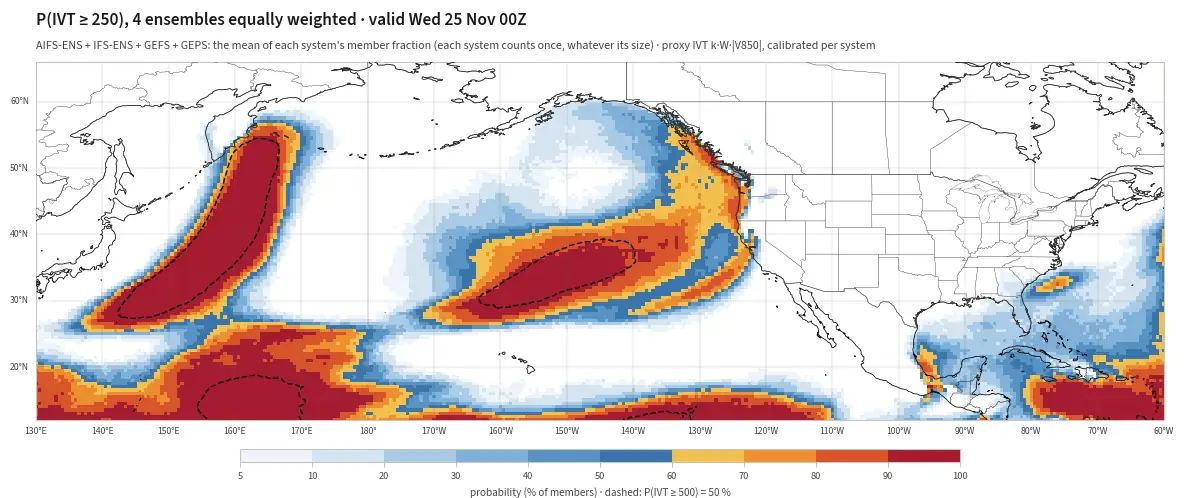 P(IVT ≥ 250), 4 ensembles equally weighted · valid Wed 25 Nov 00Z
AIFS-ENS + IFS-ENS + GEFS + GEPS: the mean of each system's member fraction (each system counts once, whatever its size) · proxy IVT k·W·|V850|, calibrated per system
60°N
50°N
40°N
30°N
20°N
130°E 140°E 150°E 160°E 170°E 180° 170°W 160°W 150°W 140°W 130°W 120°W 110°W 100°W 90°W 80°W 70°W 60°W
5 10 20 30 40 50 60 70 80 90 100
probability (% of members) · dashed: P(IVT ≥ 500) = 50 %